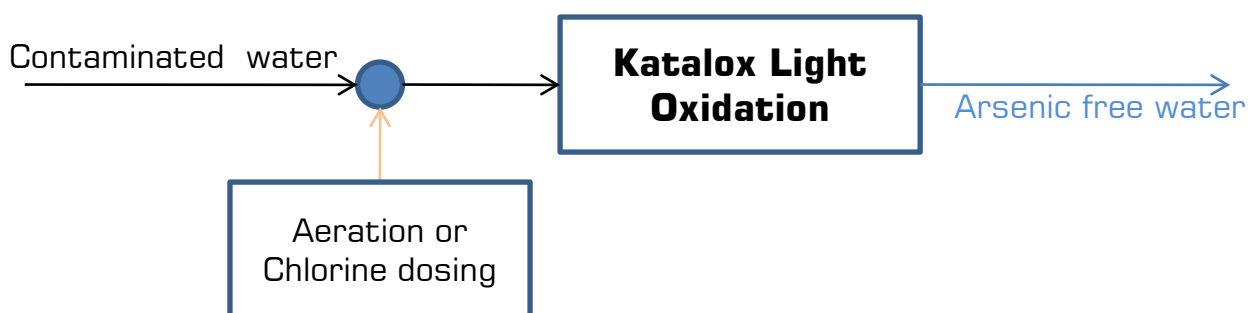 Contaminated water
Katalox Light
Oxidation
Arsenic free water
Aeration or
Chlorine dosing